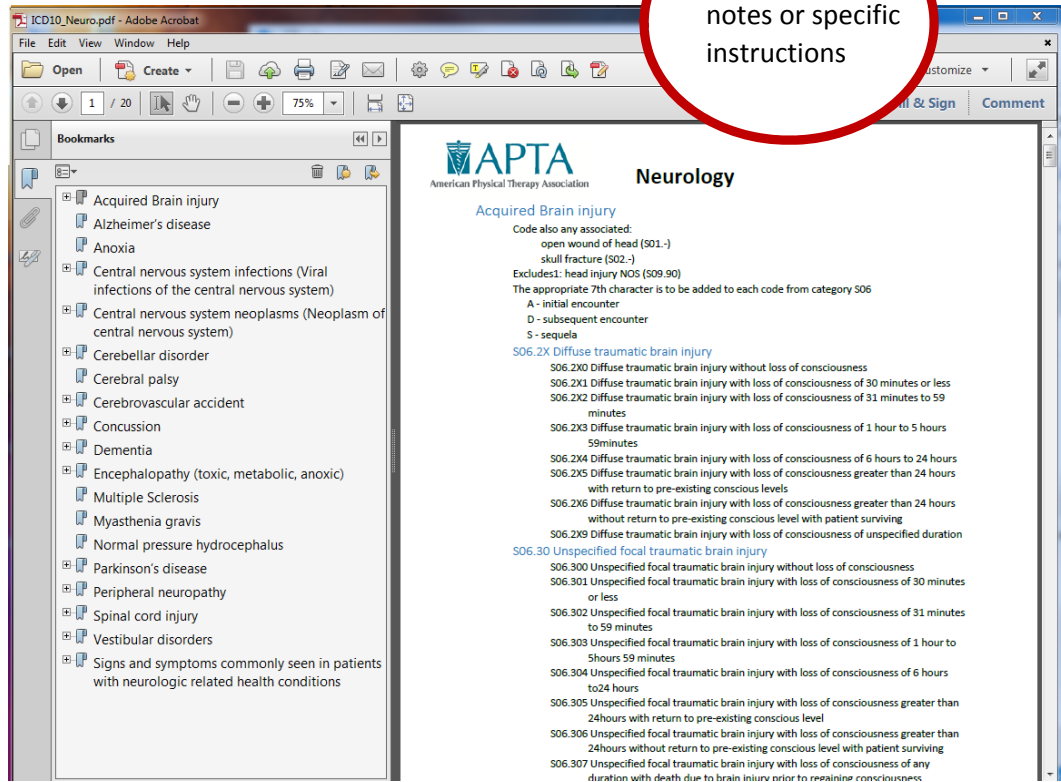 notes or specific
instructions
ICD10_Neuro.pdf - Adobe Acrobat
File Edit View Window Help
Open Create
ustomize
1 / 20 75%
ll & Sign Comment
Bookmarks
Acquired Brain injury
Alzheimer's disease
Anoxia
Central nervous system infections (Viral
infections of the central nervous system)
Central nervous system neoplasms (Neoplasm of
central nervous system)
Cerebellar disorder
Cerebral palsy
Cerebrovascular accident
Concussion
Dementia
Encephalopathy (toxic, metabolic, anoxic)
Multiple Sclerosis
Myasthenia gravis
Normal pressure hydrocephalus
Parkinson's disease
Peripheral neuropathy
Spinal cord injury
Vestibular disorders
Signs and symptoms commonly seen in patients
with neurologic related health conditions
APTA
American Physical Therapy Association
Neurology
Acquired Brain injury
Code also any associated:
open wound of head (S01.-)
skull fracture (S02.-)
Excludes1: head injury NOS (S09.90)
The appropriate 7th character is to be added to each code from category S06
A - initial encounter
D - subsequent encounter
S - sequela
S06.2X Diffuse traumatic brain injury
S06.2X0 Diffuse traumatic brain injury without loss of consciousness
S06.2X1 Diffuse traumatic brain injury with loss of consciousness of 30 minutes or less
S06.2X2 Diffuse traumatic brain injury with loss of consciousness of 31 minutes to 59
minutes
S06.2X3 Diffuse traumatic brain injury with loss of consciousness of 1 hour to 5 hours
59minutes
S06.2X4 Diffuse traumatic brain injury with loss of consciousness of 6 hours to 24 hours
S06.2X5 Diffuse traumatic brain injury with loss of consciousness greater than 24 hours
with return to pre-existing conscious levels
S06.2X6 Diffuse traumatic brain injury with loss of consciousness greater than 24 hours
without return to pre-existing conscious level with patient surviving
S06.2X9 Diffuse traumatic brain injury with loss of consciousness of unspecified duration
S06.30 Unspecified focal traumatic brain injury
S06.300 Unspecified focal traumatic brain injury without loss of consciousness
S06.301 Unspecified focal traumatic brain injury with loss of consciousness of 30 minutes
or less
S06.302 Unspecified focal traumatic brain injury with loss of consciousness of 31 minutes
to 59 minutes
S06.303 Unspecified focal traumatic brain injury with loss of consciousness of 1 hour to
5hours 59 minutes
S06.304 Unspecified focal traumatic brain injury with loss of consciousness of 6 hours
to24 hours
S06.305 Unspecified focal traumatic brain injury with loss of consciousness greater than
24hours with return to pre-existing conscious level
S06.306 Unspecified focal traumatic brain injury with loss of consciousness greater than
24hours without return to pre-existing conscious level with patient surviving
S06.307 Unspecified focal traumatic brain injury with loss of consciousness of any
duration with death due to brain injury prior to regaining consciousness